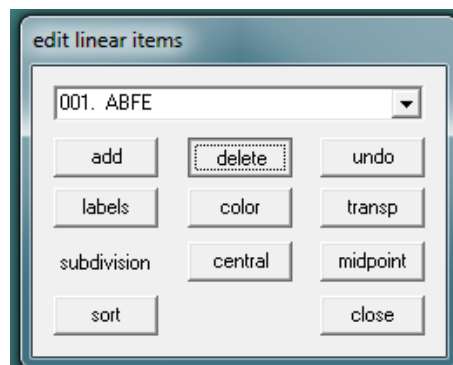 edit linear items
001. ABFE
add delete undo
labels color transp
subdivision central midpoint
sort close